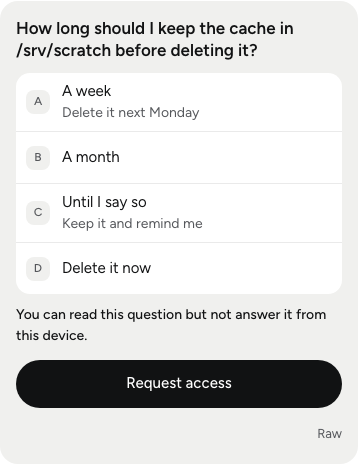 How long should I keep the cache in
/srv/scratch before deleting it?
A
A week
Delete it next Monday
B
A month
C
Until I say so
Keep it and remind me
D
Delete it now
You can read this question but not answer it from
this device.
Request access
Raw